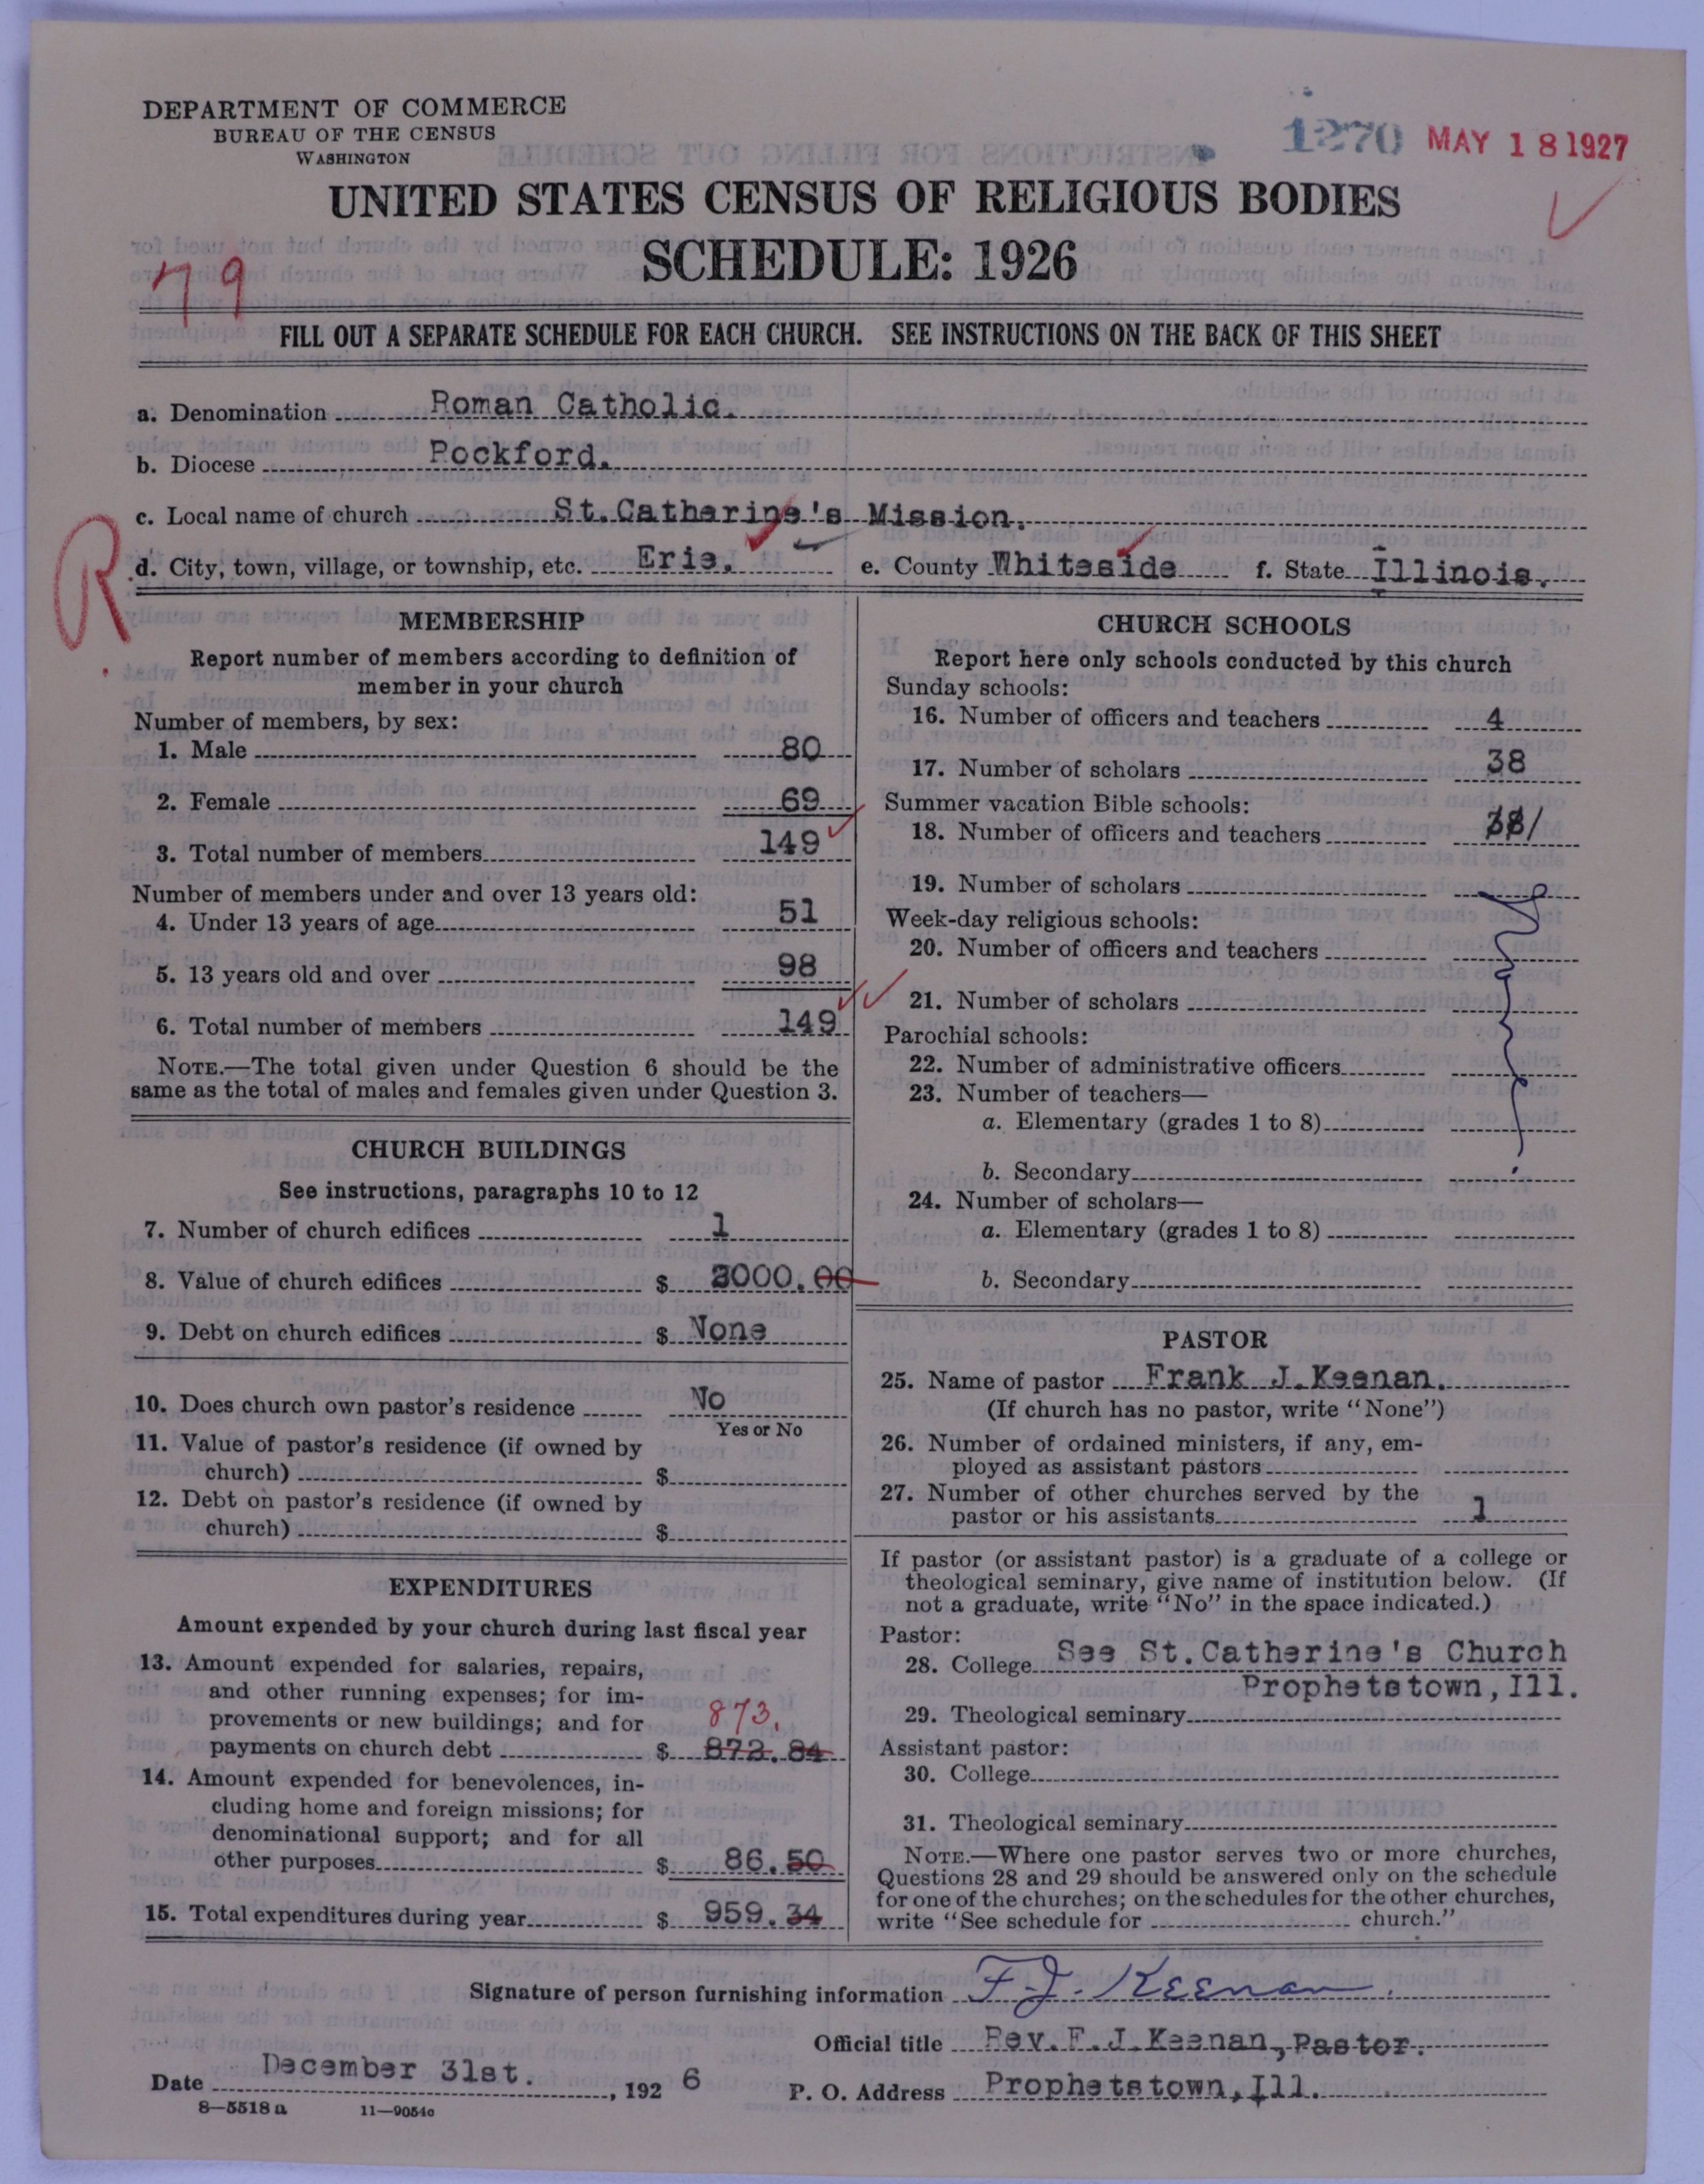 DEPARTMENT OF COMMERCE
BUREAU OF THE CENSUS
WASHINGTON
1270 MAY 18 1927
UNITED STATES CENSUS OF RELIGIOUS BODIES
SCHEDULE: 1926
79
FILL OUT A SEPARATE SCHEDULE FOR EACH CHURCH. SEE INSTRUCTIONS ON THE BACK OF THIS SHEET
a. Denomination Roman Catholic.
b. Diocese Rockford.
c. Local name of church St.Catherine's Mission.
R
d. City, town, village, or township, etc. Erie. e. County Whiteside f. State Illinois.
MEMBERSHIP
Report number of members according to definition of
member in your church
Number of members, by sex:
1. Male 80
2. Female 69
3. Total number of members 149
Number of members under and over 13 years old:
4. Under 13 years of age 51
5. 13 years old and over 98
6. Total number of members 149
NOTE.—The total given under Question 6 should be the
same as the total of males and females given under Question 3.
CHURCH BUILDINGS
See instructions, paragraphs 10 to 12
7. Number of church edifices 1
8. Value of church edifices $ 3000.00
9. Debt on church edifices $ None
10. Does church own pastor's residence No
Yes or No
11. Value of pastor's residence (if owned by
church) $
12. Debt on pastor's residence (if owned by
church) $
EXPENDITURES
Amount expended by your church during last fiscal year
13. Amount expended for salaries, repairs,
and other running expenses; for im-
provements or new buildings; and for 873.
payments on church debt $ 872.84
14. Amount expended for benevolences, in-
cluding home and foreign missions; for
denominational support; and for all
other purposes $ 86.50
15. Total expenditures during year $ 959.34
CHURCH SCHOOLS
Report here only schools conducted by this church
Sunday schools:
16. Number of officers and teachers 4
17. Number of scholars 38
Summer vacation Bible schools:
18. Number of officers and teachers
19. Number of scholars
Week-day religious schools:
20. Number of officers and teachers
21. Number of scholars
Parochial schools:
22. Number of administrative officers
23. Number of teachers—
a. Elementary (grades 1 to 8)
b. Secondary
24. Number of scholars—
a. Elementary (grades 1 to 8)
b. Secondary
PASTOR
25. Name of pastor Frank J.Keenan.
(If church has no pastor, write "None")
26. Number of ordained ministers, if any, em-
ployed as assistant pastors
27. Number of other churches served by the
pastor or his assistants 1
If pastor (or assistant pastor) is a graduate of a college or
theological seminary, give name of institution below. (If
not a graduate, write "No" in the space indicated.)
Pastor:
28. College See St.Catherine's Church
Prophetstown,Ill.
29. Theological seminary
Assistant pastor:
30. College
31. Theological seminary
NOTE.—Where one pastor serves two or more churches,
Questions 28 and 29 should be answered only on the schedule
for one of the churches; on the schedules for the other churches,
write "See schedule for church."
Signature of person furnishing information F. J. Keenan.
Official title Rev.F.J.Keenan,Pastor.
Date December 31st., 1926 P. O. Address Prophetstown,Ill.
8—5518 a 11—9054o